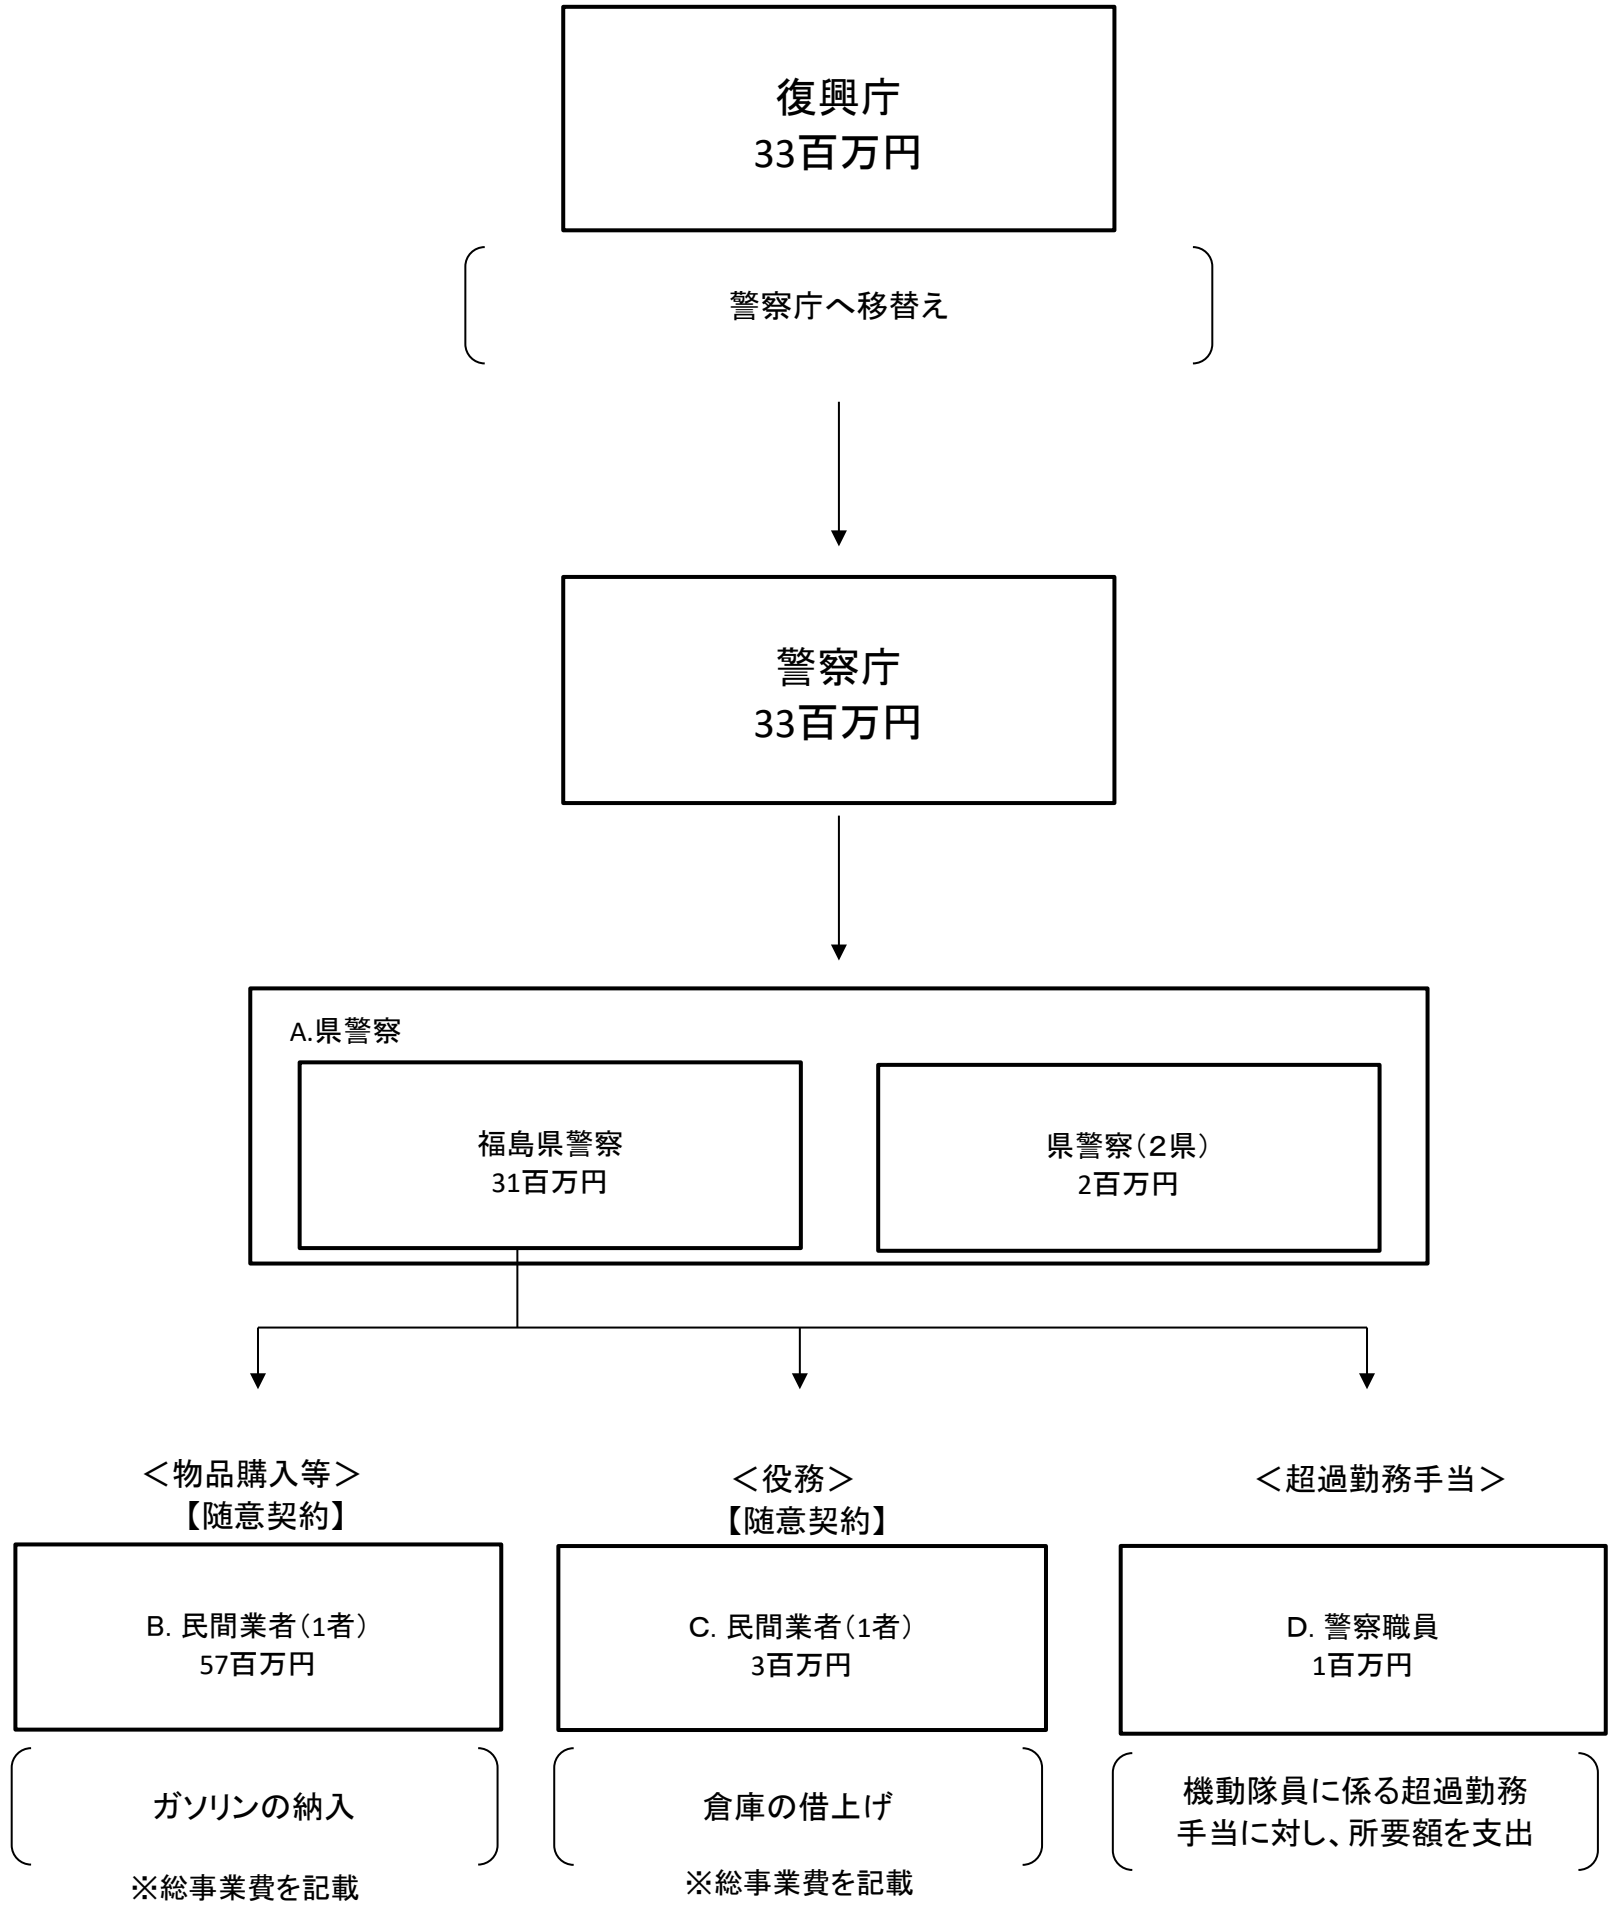 復興庁
33百万円
警察庁へ移替え
警察庁
33百万円
A.県警察
福島県警察
31百万円
県警察（２県）
2百万円
＜物品購入等＞
【随意契約】
B. 民間業者（1者）
57百万円
ガソリンの納入
※総事業費を記載
＜役務＞
【随意契約】
C. 民間業者（1者）
3百万円
倉庫の借上げ
※総事業費を記載
＜超過勤務手当＞
D. 警察職員
1百万円
機動隊員に係る超過勤務
手当に対し、所要額を支出